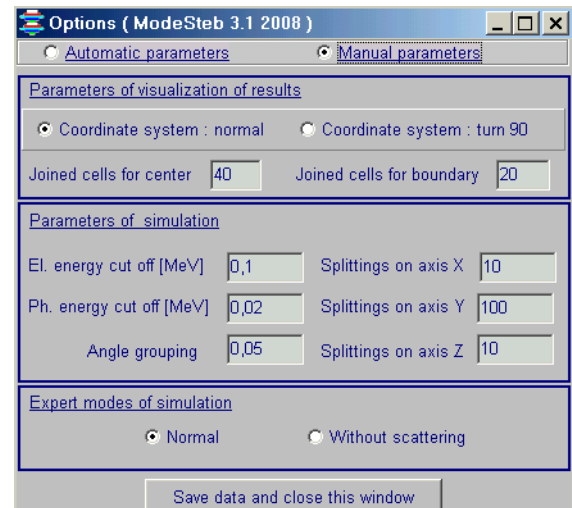 Options ( ModeSteb 3.1 2008 )
Automatic parameters Manual parameters
Parameters of visualization of results
Coordinate system : normal Coordinate system : turn 90
Joined cells for center 40 Joined cells for boundary 20
Parameters of simulation
El. energy cut off [MeV] 0,1 Splittings on axis X 10
Ph. energy cut off [MeV] 0,02 Splittings on axis Y 100
Angle grouping 0,05 Splittings on axis Z 10
Expert modes of simulation
Normal Without scattering
Save data and close this window